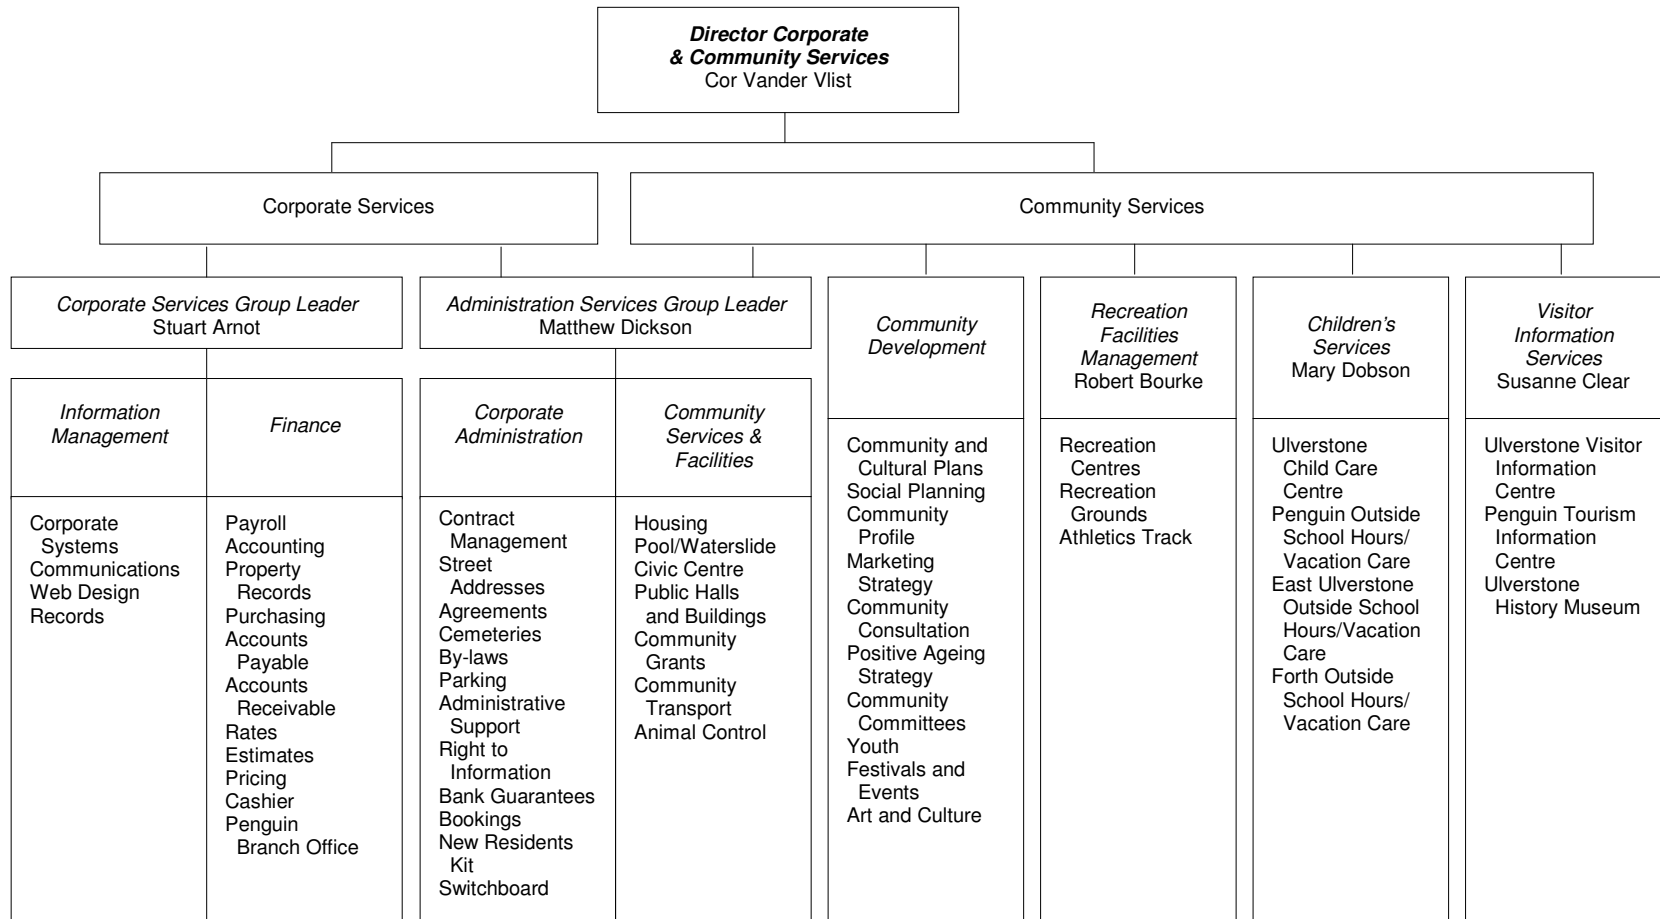 Director Corporate
& Community Services
Cor Vander Vlist
Corporate Services
Community Services
Corporate Services Group Leader
Stuart Arnot
Administration Services Group Leader
Matthew Dickson
Community
Development
Recreation
Facilities
Management
Robert Bourke
Children's
Services
Mary Dobson
Visitor
Information
Services
Susanne Clear
Information
Management
Finance
Corporate
Administration
Community
Services &
Facilities
Corporate
Systems
Communications
Web Design
Records
Payroll
Accounting
Property
Records
Purchasing
Accounts
Payable
Accounts
Receivable
Rates
Estimates
Pricing
Cashier
Penguin
Branch Office
Contract
Management
Street
Addresses
Agreements
Cemeteries
By-laws
Parking
Administrative
Support
Right to
Information
Bank Guarantees
Bookings
New Residents
Kit
Switchboard
Housing
Pool/Waterslide
Civic Centre
Public Halls
and Buildings
Community
Grants
Community
Transport
Animal Control
Community and
Cultural Plans
Social Planning
Community
Profile
Marketing
Strategy
Community
Consultation
Positive Ageing
Strategy
Community
Committees
Youth
Festivals and
Events
Art and Culture
Recreation
Centres
Recreation
Grounds
Athletics Track
Ulverstone
Child Care
Centre
Penguin Outside
School Hours/
Vacation Care
East Ulverstone
Outside School
Hours/Vacation
Care
Forth Outside
School Hours/
Vacation Care
Ulverstone Visitor
Information
Centre
Penguin Tourism
Information
Centre
Ulverstone
History Museum